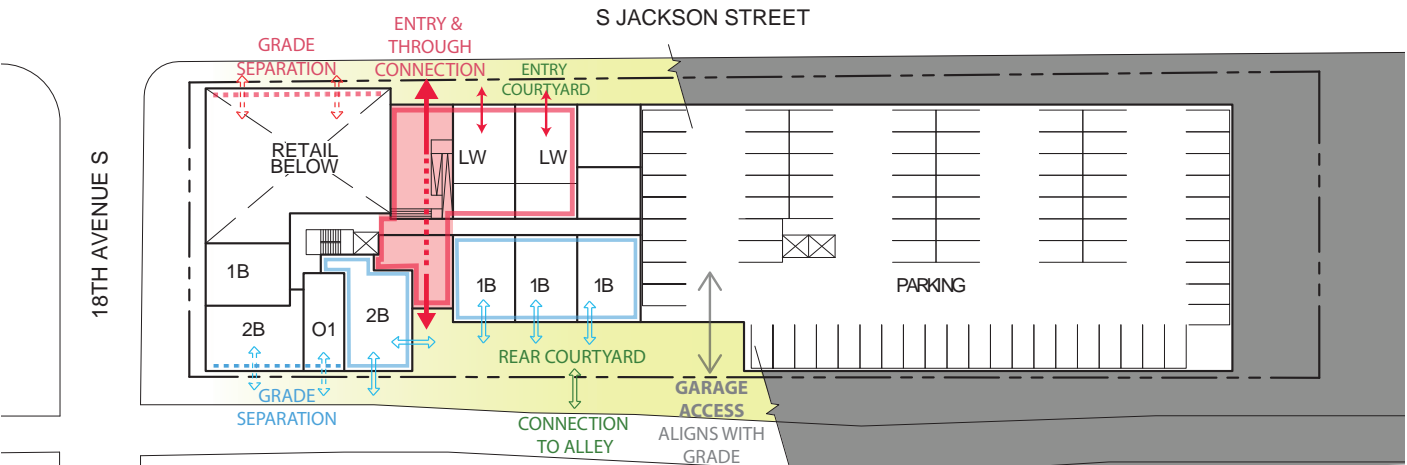 S JACKSON STREET
ENTRY &
THROUGH
CONNECTION
GRADE
SEPARATION
ENTRY
COURTYARD
18TH AVENUE S
RETAIL
BELOW
LW
LW
1B
1B
1B
1B
PARKING
2B
O1
2B
REAR COURTYARD
GRADE
SEPARATION
CONNECTION
TO ALLEY
GARAGE
ACCESS
ALIGNS WITH
GRADE